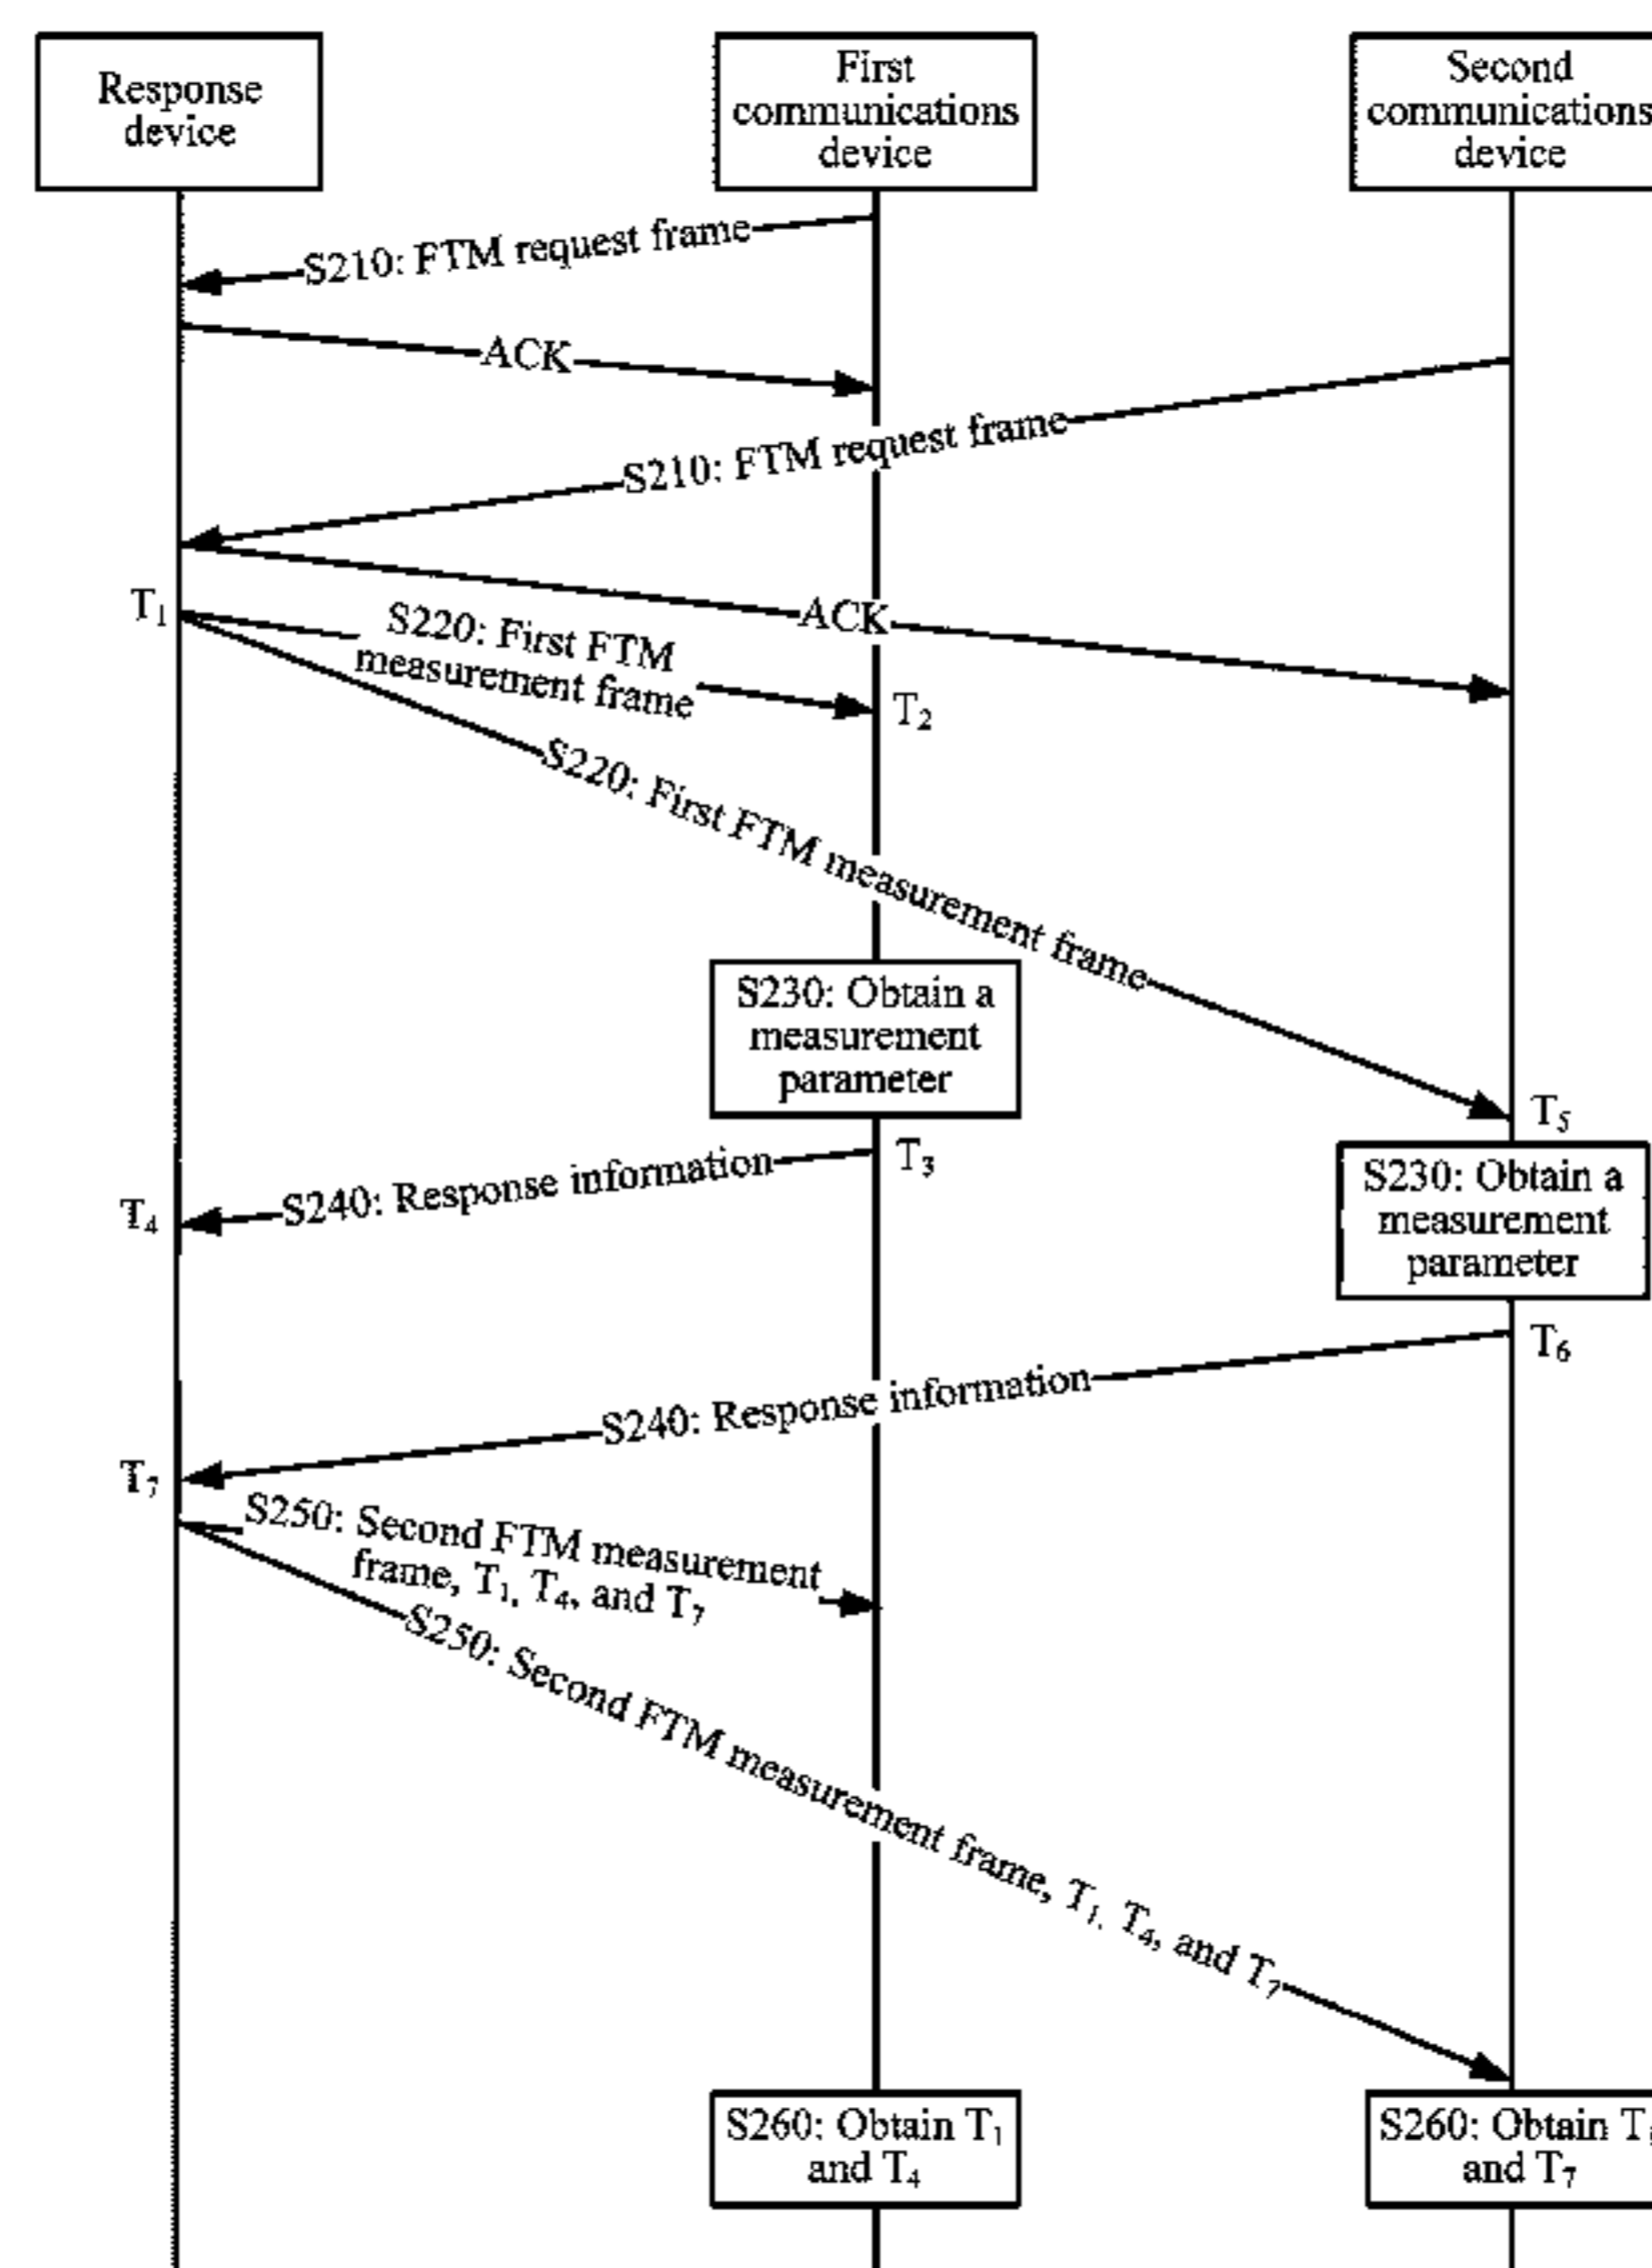 Response
device
First
communications
device
Second
communications
device
S210: FTM request frame
ACK
S210: FTM request frame
ACK
T1
S220: First FTM
measurement frame
T2
S220: First FTM measurement frame
S230: Obtain a
measurement
parameter
T5
T3
S240: Response information
T4
S230: Obtain a
measurement
parameter
T6
S240: Response information
T7
S250: Second FTM measurement
frame, T1, T4, and T7
S250: Second FTM measurement frame, T1, T4, and T7
S260: Obtain T1
and T4
S260: Obtain T
and T7